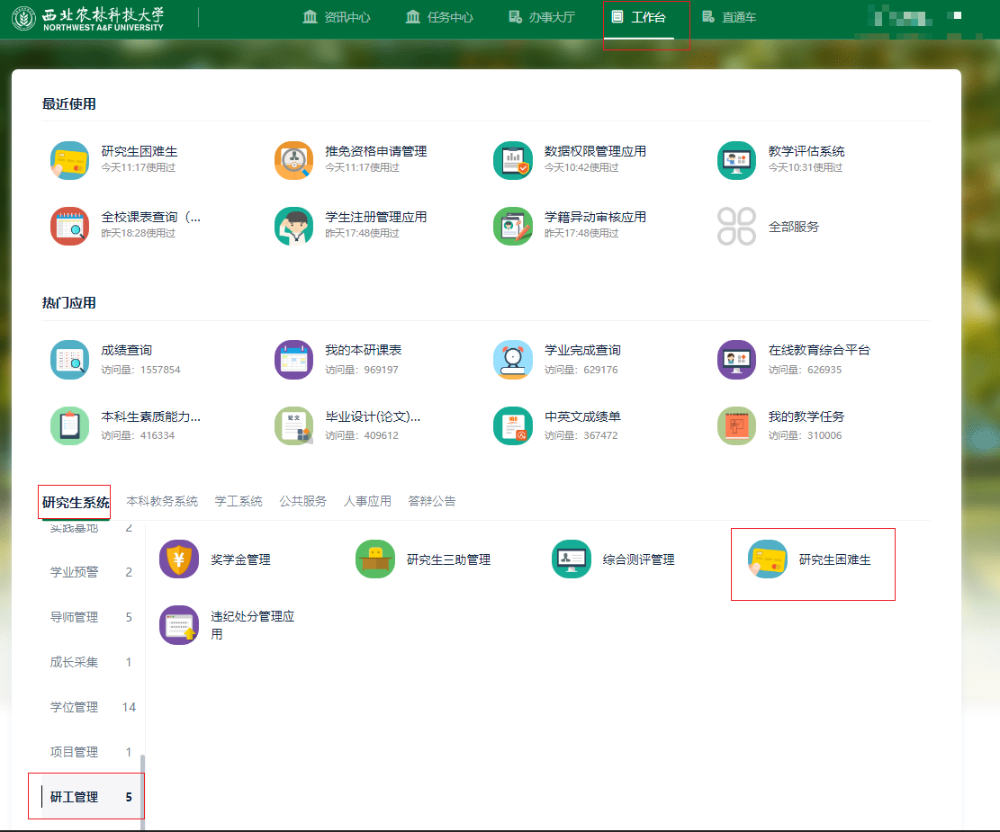 西北农林科技大学
NORTHWEST A&F UNIVERSITY
资讯中心
任务中心
办事大厅
工作台
直通车
最近使用
研究生困难生
今天11:17使用过
推免资格申请管理
今天11:17使用过
数据权限管理应用
今天10:42使用过
教学评估系统
今天10:31使用过
全校课表查询（...
昨天18:28使用过
学生注册管理应用
昨天17:48使用过
学籍异动审核应用
昨天17:48使用过
全部服务
热门应用
成绩查询
访问量：1557854
我的本研课表
访问量：969197
学业完成查询
访问量：629176
在线教育综合平台
访问量：626935
本科生素质能力...
访问量：416334
论文
毕业设计(论文)...
访问量：409612
100
中英文成绩单
访问量：367472
我的教学任务
访问量：310006
研究生系统
本科教务系统
学工系统
公共服务
人事应用
答辩公告
实践基地 2
学业预警 2
导师管理 5
成长采集 1
学位管理 14
项目管理 1
研工管理 5
¥
奖学金管理
研究生三助管理
综合测评管理
研究生困难生
违纪处分管理应
用